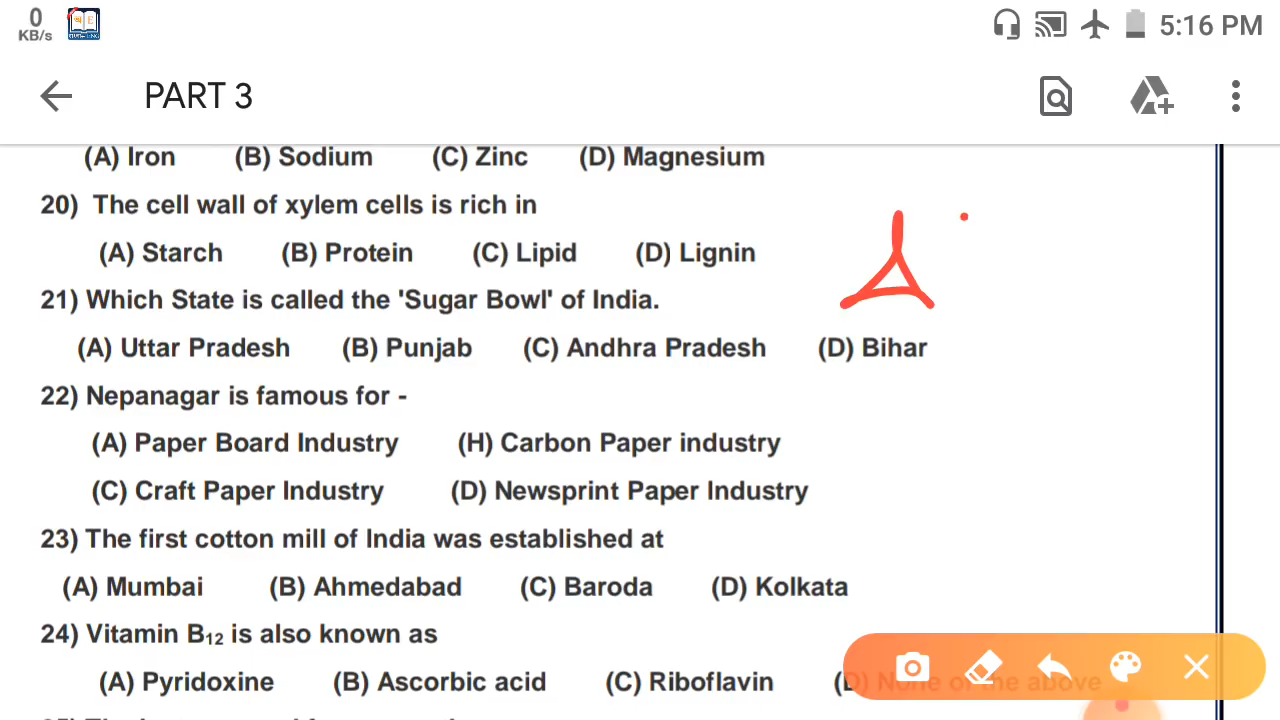 0
KB/s
5:16 PM
PART 3
(A) Iron (B) Sodium (C) Zinc (D) Magnesium
20) The cell wall of xylem cells is rich in
(A) Starch (B) Protein (C) Lipid (D) Lignin
21) Which State is called the 'Sugar Bowl' of India.
(A) Uttar Pradesh (B) Punjab (C) Andhra Pradesh (D) Bihar
22) Nepanagar is famous for -
(A) Paper Board Industry (H) Carbon Paper industry
(C) Craft Paper Industry (D) Newsprint Paper Industry
23) The first cotton mill of India was established at
(A) Mumbai (B) Ahmedabad (C) Baroda (D) Kolkata
24) Vitamin B₁₂ is also known as
(A) Pyridoxine (B) Ascorbic acid (C) Riboflavin (D) None of the above